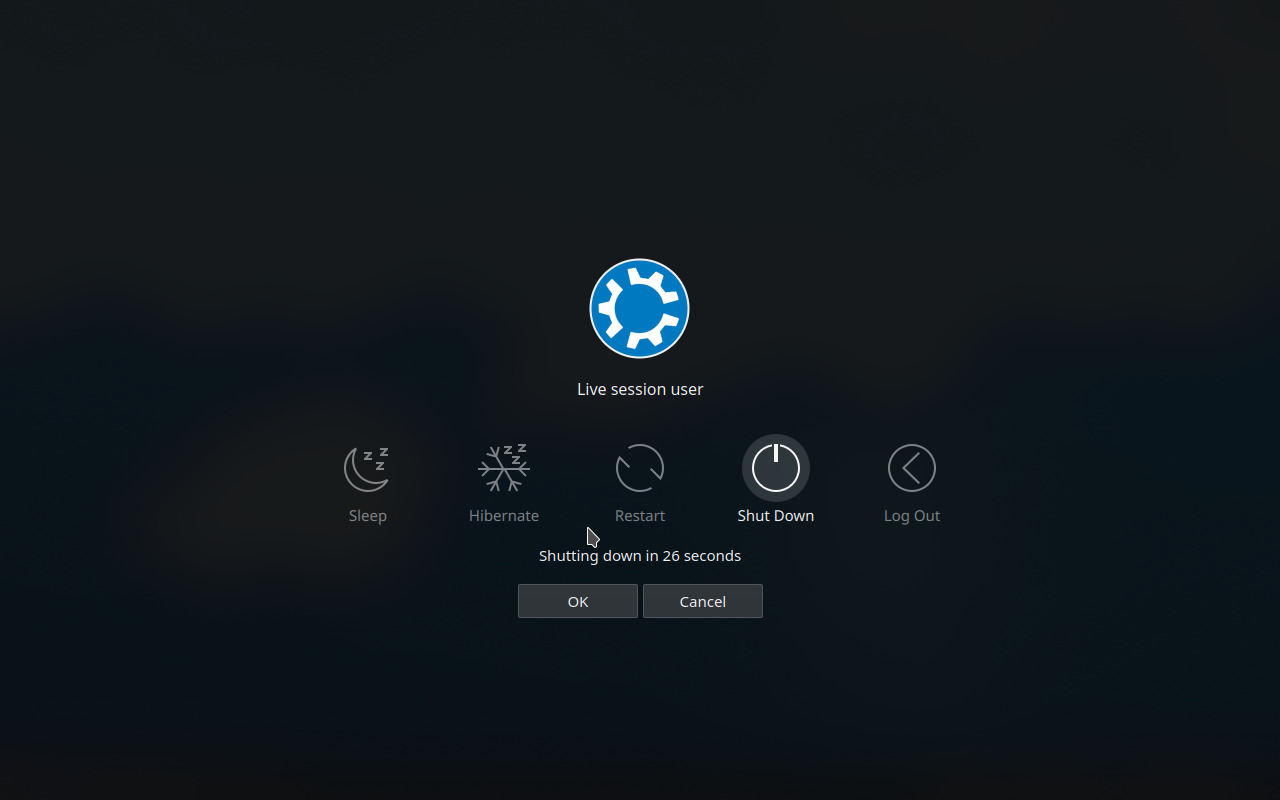 Live session user
Sleep Hibernate Restart Shut Down Log Out
Shutting down in 26 seconds
OK Cancel